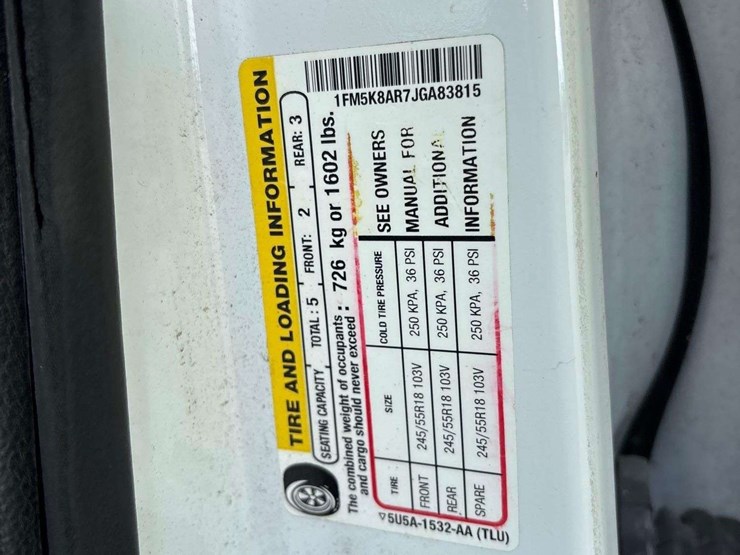 TIRE AND LOADING INFORMATION
SEATING CAPACITY TOTAL : 5 FRONT: 2 REAR: 3
The combined weight of occupants : 726 kg or 1602 lbs.
and cargo should never exceed :
1FM5K8AR7JGA83815
TIRE SIZE COLD TIRE PRESSURE SEE OWNERS
FRONT 245/55R18 103V 250 KPA, 36 PSI MANUAL FOR
REAR 245/55R18 103V 250 KPA, 36 PSI ADDITIONAL
SPARE 245/55R18 103V 250 KPA, 36 PSI INFORMATION
5U5A-1532-AA (TLU)